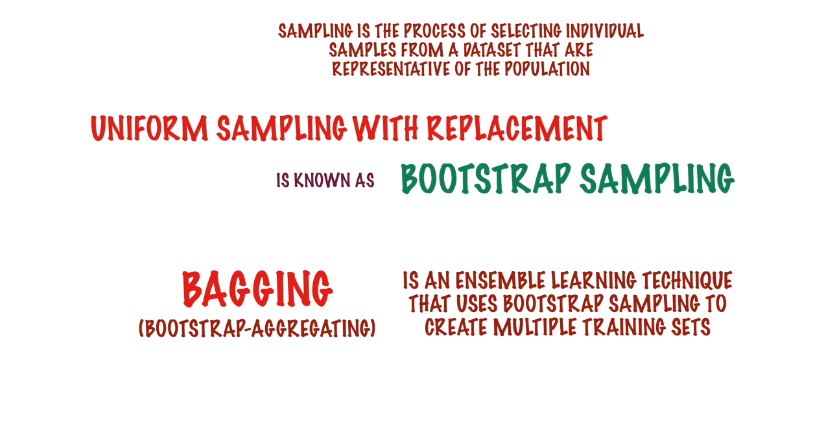 SAMPLING IS THE PROCESS OF SELECTING INDIVIDUAL
SAMPLES FROM A DATASET THAT ARE
REPRESENTATIVE OF THE POPULATION
UNIFORM SAMPLING WITH REPLACEMENT
IS KNOWN AS BOOTSTRAP SAMPLING
BAGGING
(BOOTSTRAP-AGGREGATING)
IS AN ENSEMBLE LEARNING TECHNIQUE
THAT USES BOOTSTRAP SAMPLING TO
CREATE MULTIPLE TRAINING SETS